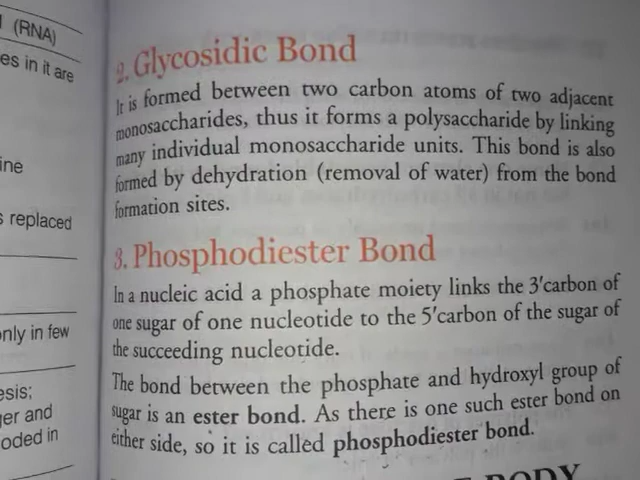 (RNA)
es in it are
ine
s replaced
only in few
esis;
ger and
oded in
2. Glycosidic Bond
It is formed between two carbon atoms of two adjacent
monosaccharides, thus it forms a polysaccharide by linking
many individual monosaccharide units. This bond is also
formed by dehydration (removal of water) from the bond
formation sites.
3. Phosphodiester Bond
In a nucleic acid a phosphate moiety links the 3'carbon of
one sugar of one nucleotide to the 5'carbon of the sugar of
the succeeding nucleotide.
The bond between the phosphate and hydroxyl group of
sugar is an ester bond. As there is one such ester bond on
either side, so it is called phosphodiester bond.
BODY